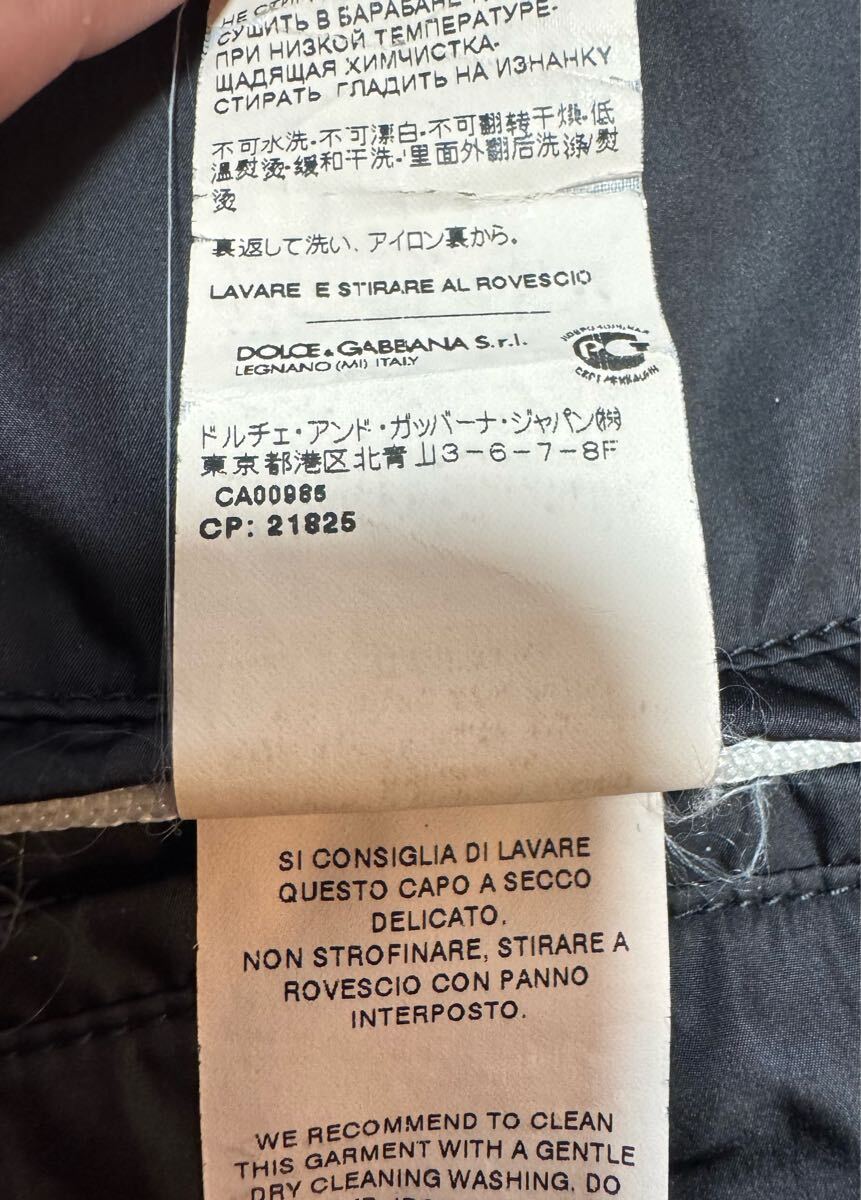 НЕ
СУШИТЬ В БАРАБАНЕ
ПРИ НИЗКОЙ ТЕМПЕРАТУРЕ.
ЩАДЯЩАЯ ХИМЧИСТКА.
СТИРАТЬ ГЛАДИТЬ НА ИЗНАНКУ
不可水洗·不可漂白·不可翻转干燥·低
温熨烫·缓和干洗·里面外翻后洗涤/熨
烫
裏返して洗い、アイロン裏から。
LAVARE E STIRARE AL ROVESCIO
DOLCE & GABBANA S.r.l.
LEGNANO (MI) ITALY
ドルチェ・アンド・ガッバーナ・ジャパン(株)
東京都港区北青山3-6-7-8F
CA00985
CP: 21825
SI CONSIGLIA DI LAVARE
QUESTO CAPO A SECCO
DELICATO.
NON STROFINARE, STIRARE A
ROVESCIO CON PANNO
INTERPOSTO.
WE RECOMMEND TO CLEAN
THIS GARMENT WITH A GENTLE
DRY CLEANING WASHING. DO